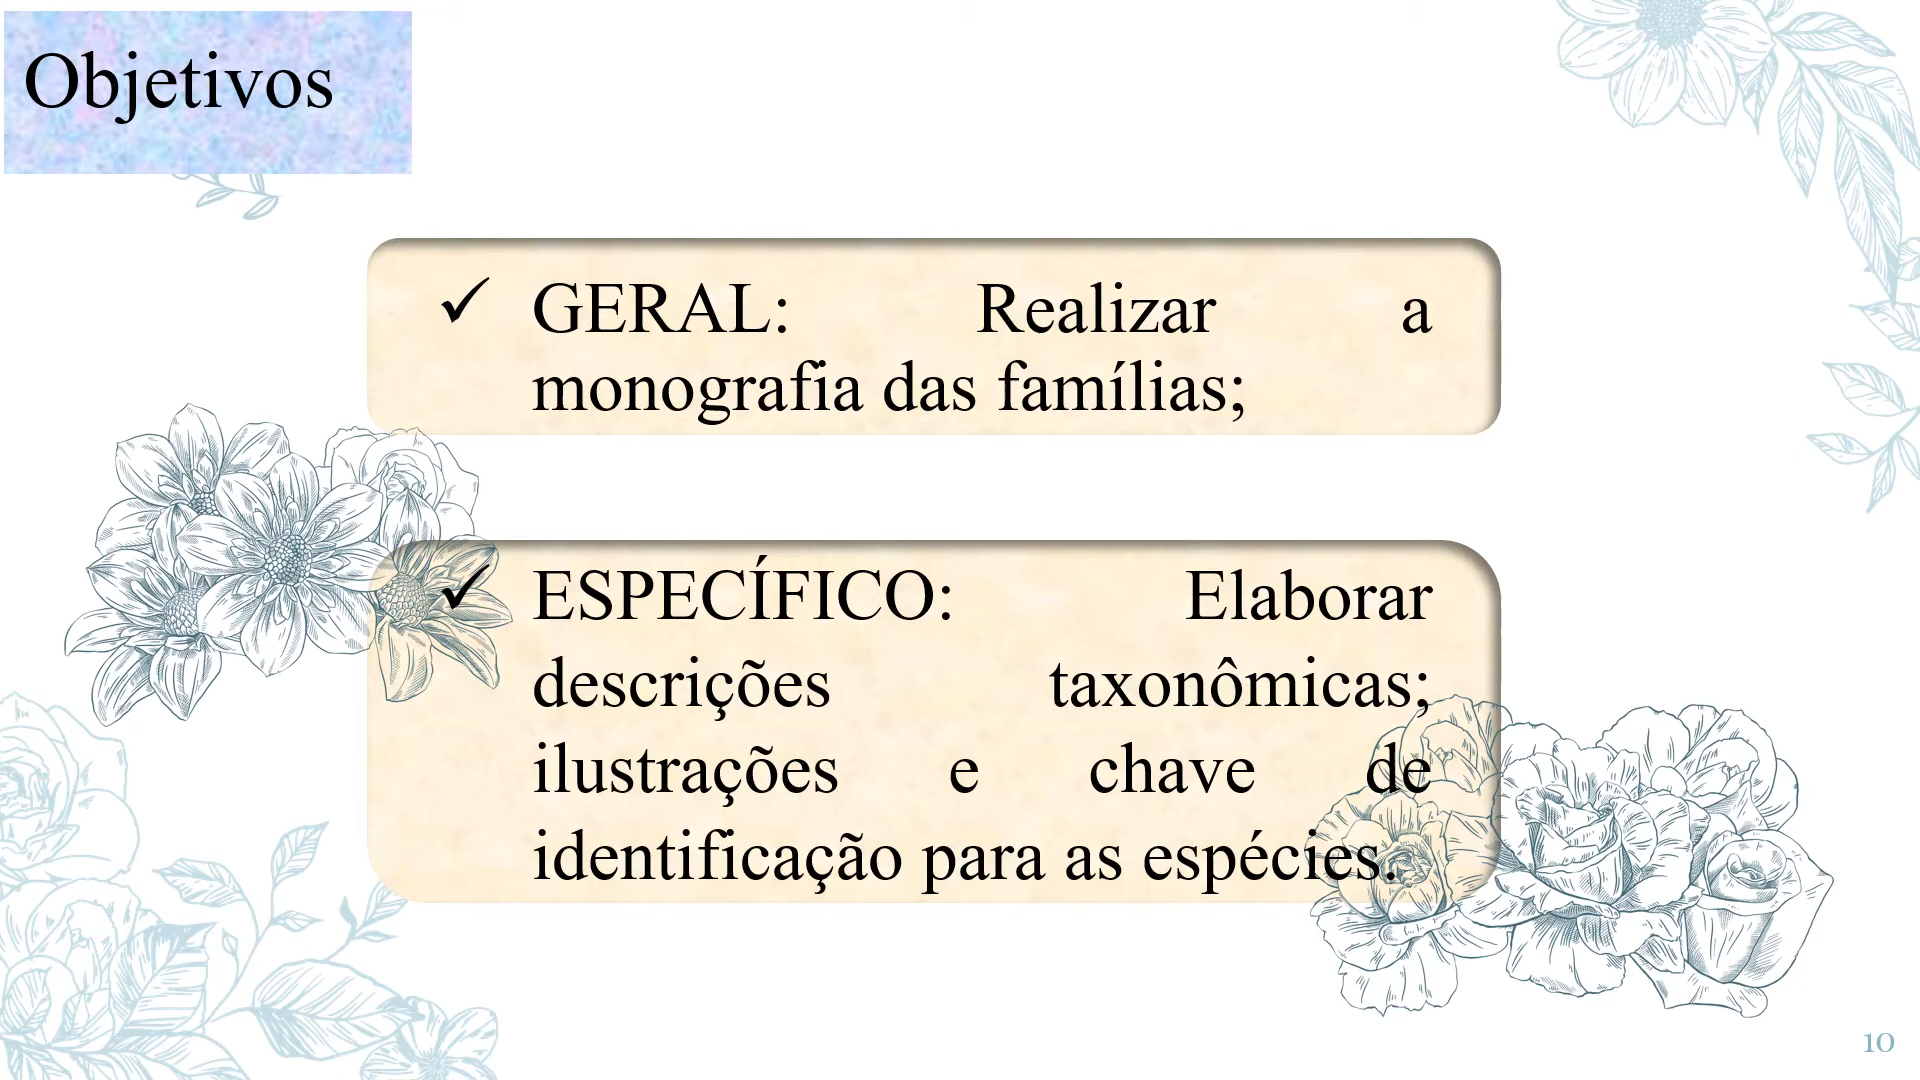 Objetivos
✓ GERAL: Realizar a
monografia das famílias;
✓ ESPECÍFICO: Elaborar
descrições taxonômicas;
ilustrações e chave de
identificação para as espécies.
10